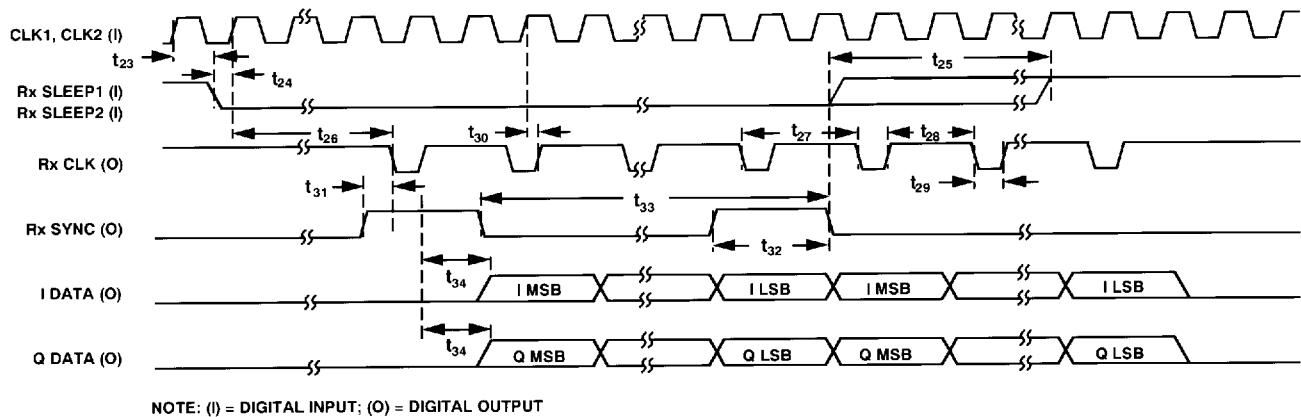 CLK1, CLK2 (I)
t23
t24
t25
Rx SLEEP1 (I)
Rx SLEEP2 (I)
t26
t30
t27
t28
Rx CLK (O)
t31
t29
t33
Rx SYNC (O)
t32
t34
I DATA (O)
I MSB
I LSB
I MSB
I LSB
t34
Q DATA (O)
Q MSB
Q LSB
Q MSB
Q LSB
NOTE: (I) = DIGITAL INPUT; (O) = DIGITAL OUTPUT